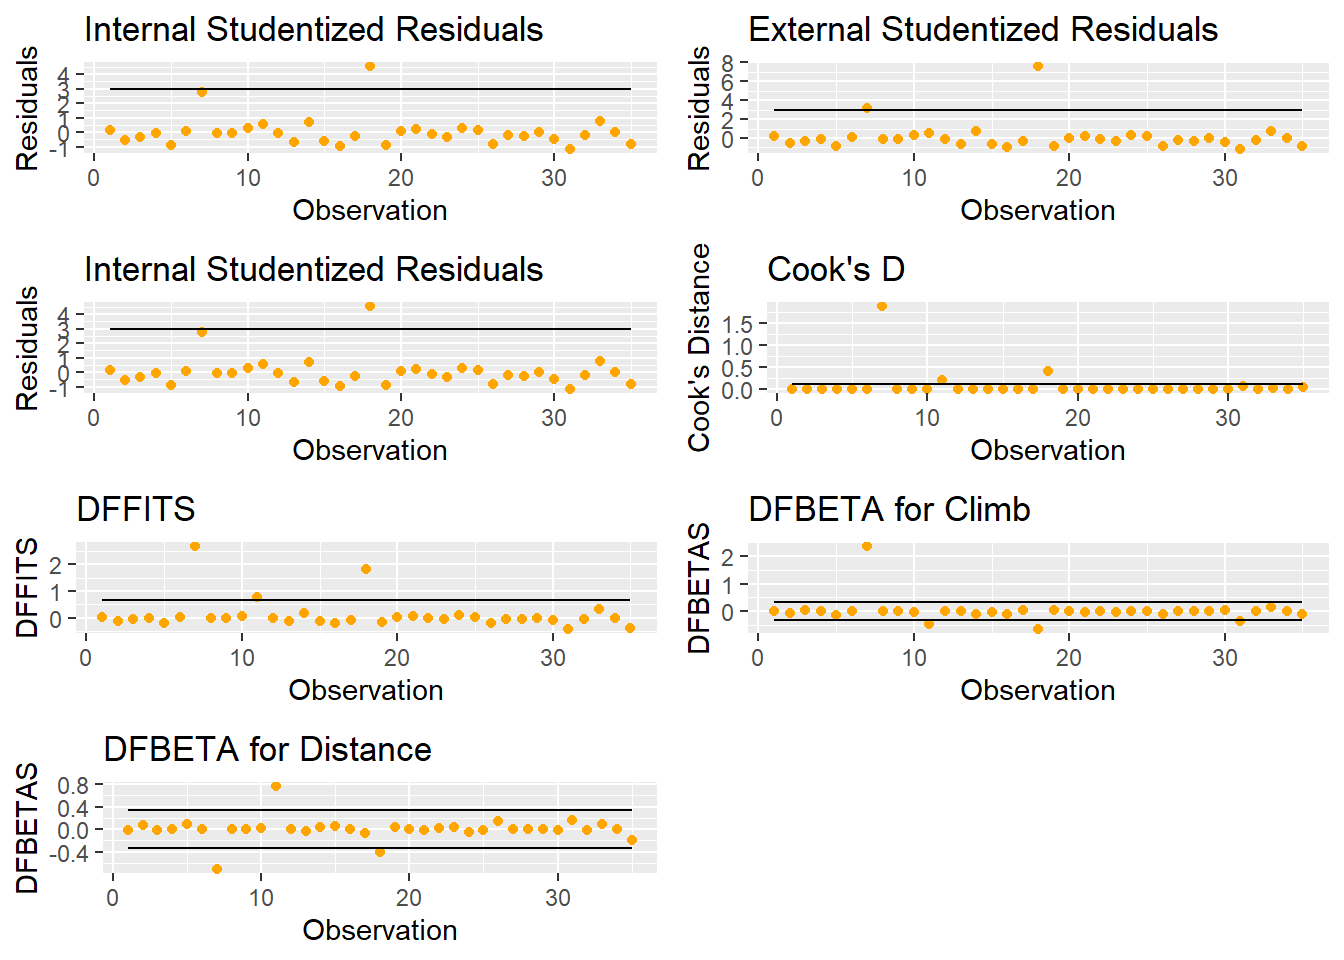 Internal Studentized Residuals
Residuals
4
3
2
1
0
-1
0 10 20 30
Observation
External Studentized Residuals
Residuals
8
6
4
2
0
0 10 20 30
Observation
Internal Studentized Residuals
Residuals
4
3
2
1
0
-1
0 10 20 30
Observation
Cook's D
Cook's Distance
1.5
1.0
0.5
0.0
0 10 20 30
Observation
DFFITS
DFFITS
2
1
0
0 10 20 30
Observation
DFBETA for Climb
DFBETAS
2
1
0
0 10 20 30
Observation
DFBETA for Distance
DFBETAS
0.8
0.4
0.0
-0.4
0 10 20 30
Observation